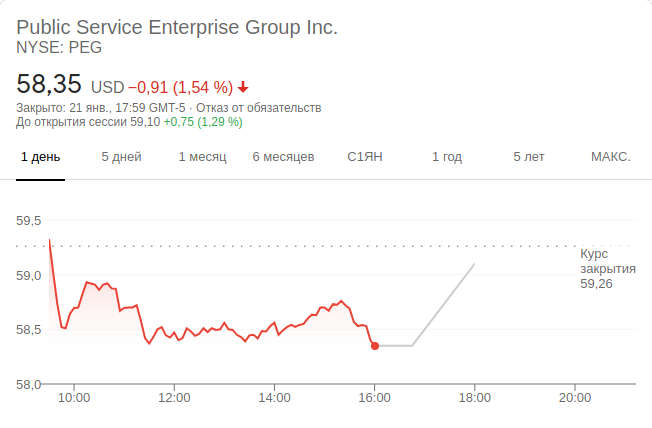 Public Service Enterprise Group Inc.
NYSE: PEG
58,35 USD −0,91 (1,54 %)
Закрыто: 21 янв., 17:59 GMT-5 · Отказ от обязательств
До открытия сессии 59,10 +0,75 (1,29 %)
1 день 5 дней 1 месяц 6 месяцев С1ЯН 1 год 5 лет МАКС.
59,5
Курс
закрытия
59,26
59,0
58,5
58,0
10:00 12:00 14:00 16:00 18:00 20:00